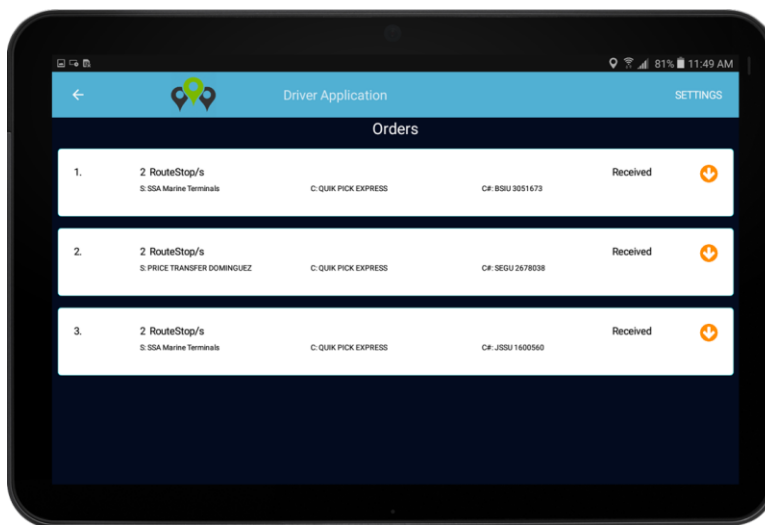 81% 11:49 AM
Driver Application
SETTINGS
Orders
1. 2 RouteStop/s Received
S: SSA Marine Terminals C: QUIK PICK EXPRESS C#: BSIU 3051673
2. 2 RouteStop/s Received
S: PRICE TRANSFER DOMINGUEZ C: QUIK PICK EXPRESS C#: SEGU 2678038
3. 2 RouteStop/s Received
S: SSA Marine Terminals C: QUIK PICK EXPRESS C#: JSSU 1600560